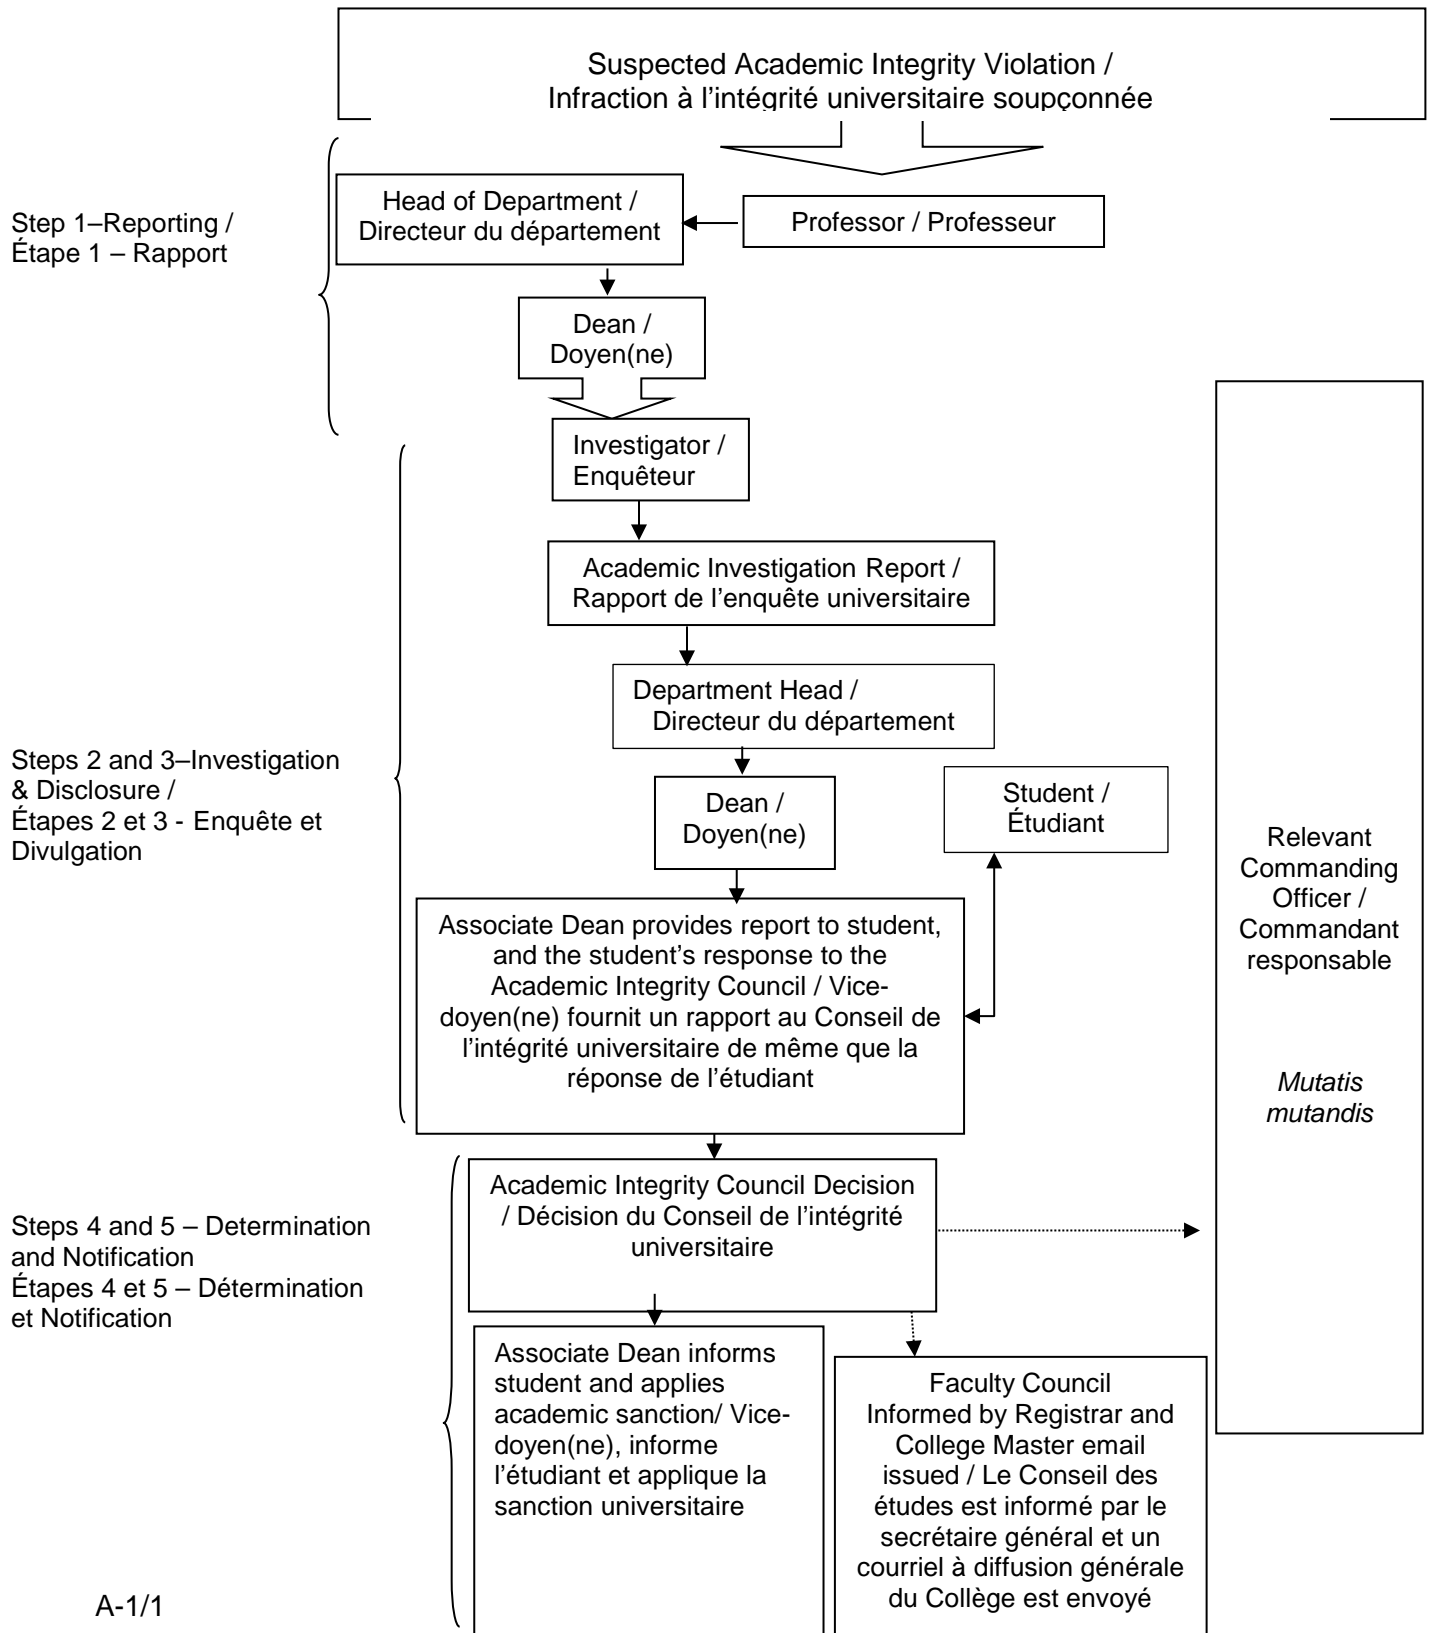 Suspected Academic Integrity Violation /
Infraction à l’intégrité universitaire soupçonnée
Step 1–Reporting /
Étape 1 – Rapport
Head of Department /
Directeur du département
Professor / Professeur
Dean /
Doyen(ne)
Investigator /
Enquêteur
Academic Investigation Report /
Rapport de l’enquête universitaire
Department Head /
Directeur du département
Steps 2 and 3–Investigation
& Disclosure /
Étapes 2 et 3 - Enquête et
Divulgation
Dean /
Doyen(ne)
Student /
Étudiant
Associate Dean provides report to student,
and the student’s response to the
Academic Integrity Council / Vice-
doyen(ne) fournit un rapport au Conseil de
l’intégrité universitaire de même que la
réponse de l’étudiant
Relevant
Commanding
Officer /
Commandant
responsable
Mutatis
mutandis
Steps 4 and 5 – Determination
and Notification
Étapes 4 et 5 – Détermination
et Notification
Academic Integrity Council Decision
/ Décision du Conseil de l’intégrité
universitaire
Associate Dean informs
student and applies
academic sanction/ Vice-
doyen(ne), informe
l’étudiant et applique la
sanction universitaire
Faculty Council
Informed by Registrar and
College Master email
issued / Le Conseil des
études est informé par le
secrétaire général et un
courriel à diffusion générale
du Collège est envoyé
A-1/1